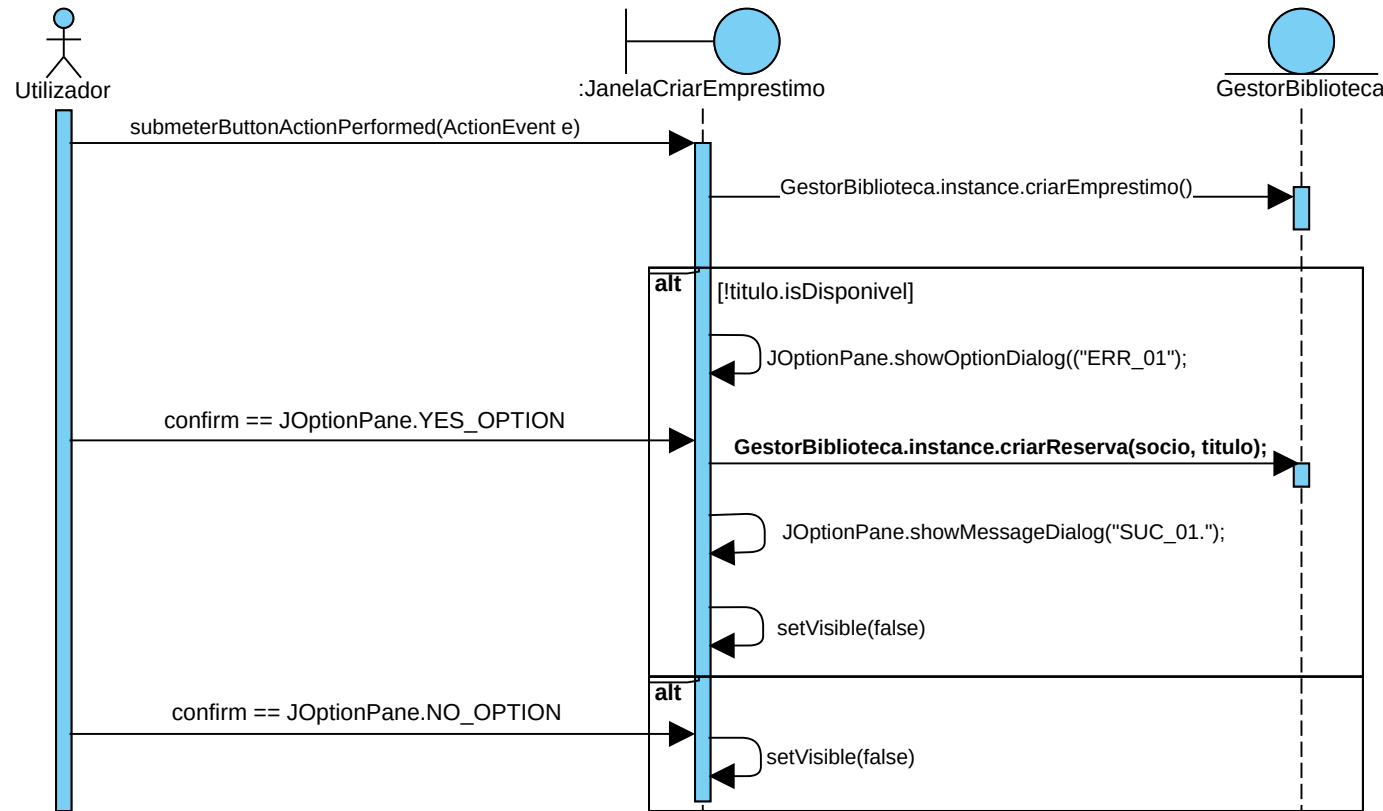 Utilizador
:JanelaCriarEmprestimo
GestorBiblioteca
submeterButtonActionPerformed(ActionEvent e)
GestorBiblioteca.instance.criarEmprestimo()
alt
[!titulo.isDisponivel]
JOptionPane.showOptionDialog(("ERR_01");
confirm == JOptionPane.YES_OPTION
GestorBiblioteca.instance.criarReserva(socio, titulo);
JOptionPane.showMessageDialog("SUC_01.");
setVisible(false)
alt
confirm == JOptionPane.NO_OPTION
setVisible(false)